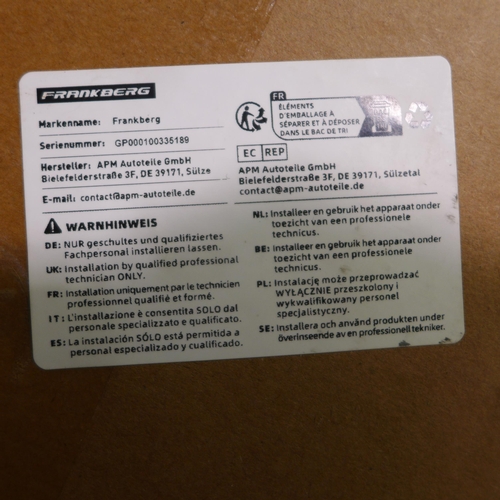 FRANKBERG
Markenname: Frankberg
Seriennummer: GP000100335189
Hersteller: APM Autoteile GmbH
Bielefelderstraße 3F, DE 39171, Sülze
E-mail: contact@apm-autoteile.de
FR
ÉLÉMENTS
D'EMBALLAGE À
SÉPARER ET À DÉPOSER
DANS LE BAC DE TRI
EC REP
APM Autoteile GmbH
Bielefelderstraße 3F, DE 39171, Sülzetal
contact@apm-autoteile.de
WARNHINWEIS
DE: NUR geschultes und qualifiziertes
Fachpersonal installieren lassen.
UK: Installation by qualified professional
technician ONLY.
FR: Installation uniquement par le technicien
professionnel qualifié et formé.
IT: L'installazione è consentita SOLO dal
personale specializzato e qualificato.
ES: La instalación SÓLO está permitida a
personal especializado y cualificado.
NL: Installeer en gebruik het apparaat onder
toezicht van een professionele
technicus.
BE: Installeer en gebruik het apparaat onder
toezicht van een professionele
technicus.
PL: Instalację może przeprowadzać
WYŁĄCZNIE przeszkolony i
wykwalifikowany personel
specjalistyczny.
SE: Installera och använd produkten under
överinseende av en professionell tekniker.